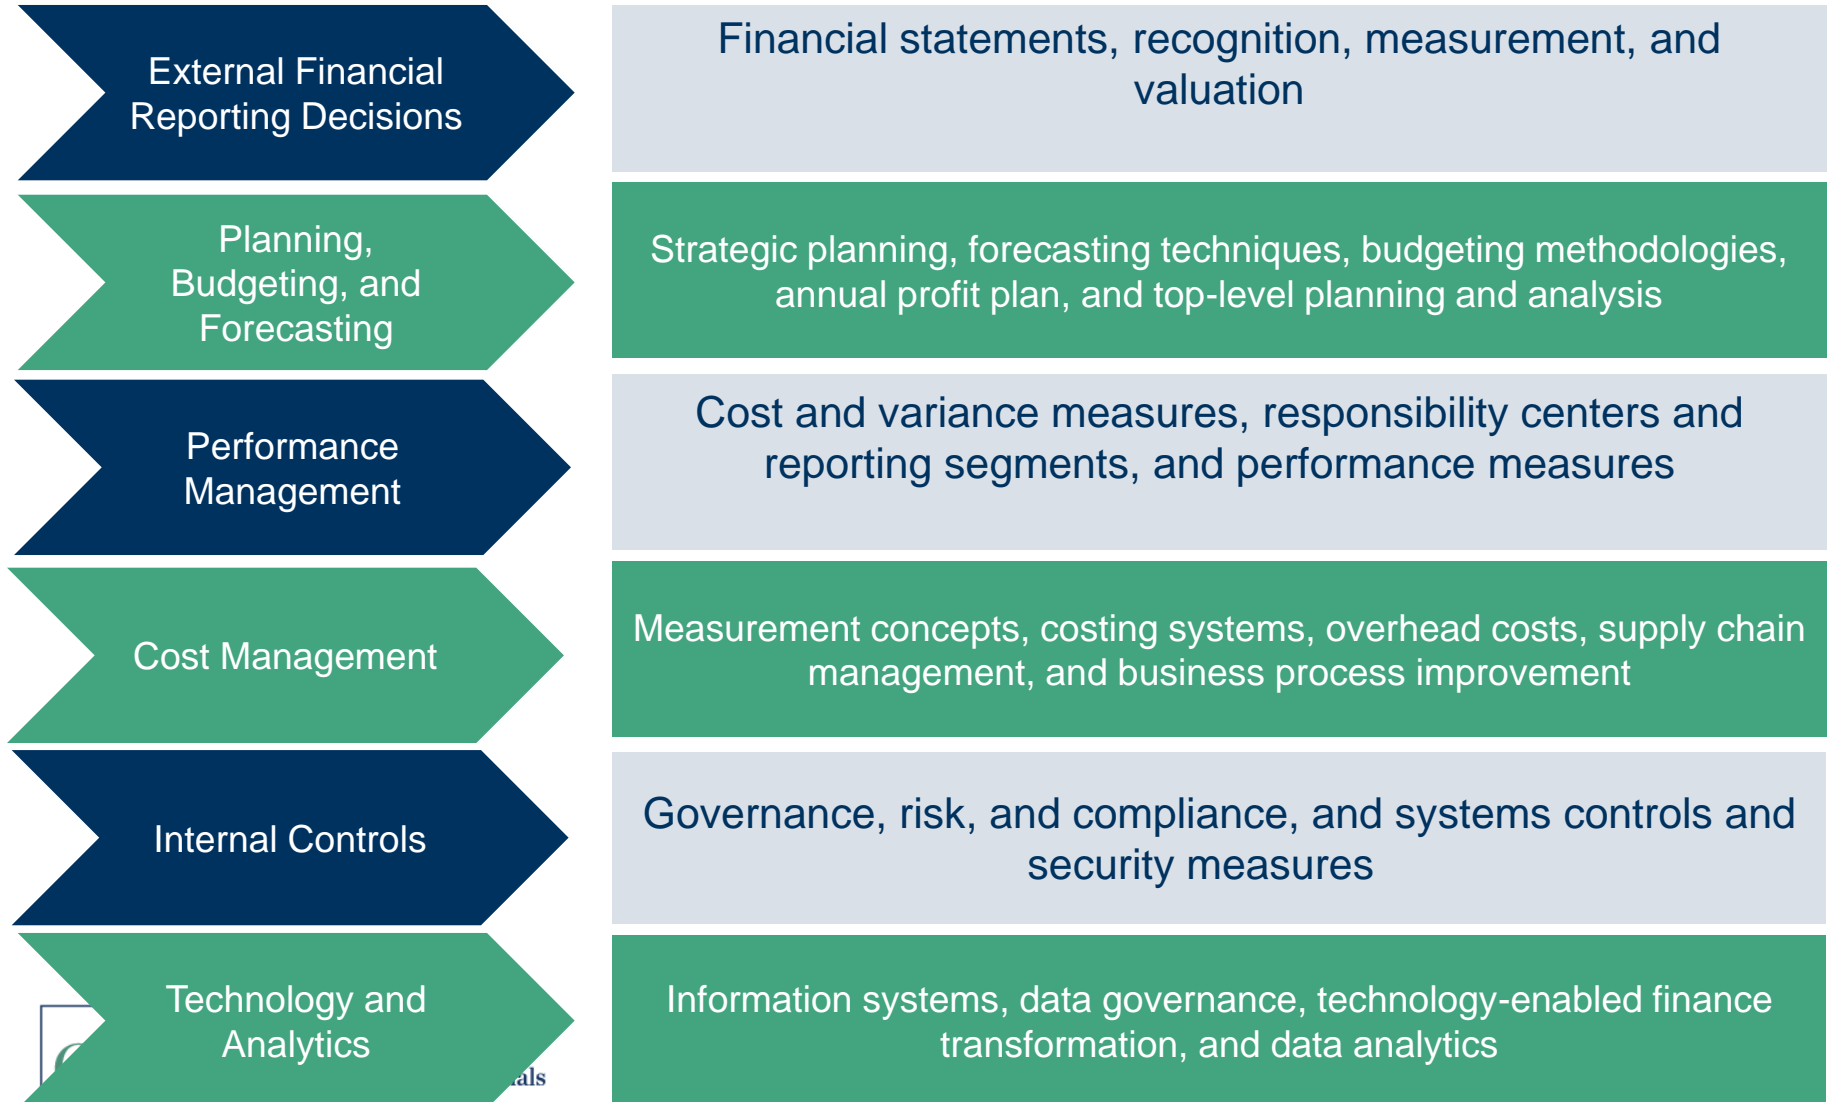 External Financial
Reporting Decisions
Financial statements, recognition, measurement, and
valuation
Planning,
Budgeting, and
Forecasting
Strategic planning, forecasting techniques, budgeting methodologies,
annual profit plan, and top-level planning and analysis
Performance
Management
Cost and variance measures, responsibility centers and
reporting segments, and performance measures
Cost Management
Measurement concepts, costing systems, overhead costs, supply chain
management, and business process improvement
Internal Controls
Governance, risk, and compliance, and systems controls and
security measures
Technology and
Analytics
Information systems, data governance, technology-enabled finance
transformation, and data analytics